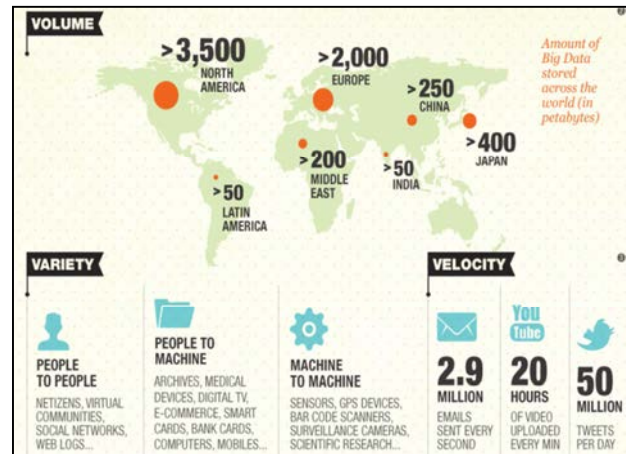 VOLUME
Amount of
Big Data
stored
across the
world (in
petabytes)
>3,500
NORTH
AMERICA
>2,000
EUROPE
>250
CHINA
>400
JAPAN
>200
MIDDLE
EAST
>50
INDIA
>50
LATIN
AMERICA
VARIETY
PEOPLE
TO PEOPLE
NETIZENS, VIRTUAL
COMMUNITIES,
SOCIAL NETWORKS,
WEB LOGS...
PEOPLE TO
MACHINE
ARCHIVES, MEDICAL
DEVICES, DIGITAL TV,
E-COMMERCE, SMART
CARDS, BANK CARDS,
COMPUTERS, MOBILES...
MACHINE
TO MACHINE
SENSORS, GPS DEVICES,
BAR CODE SCANNERS,
SURVEILLANCE CAMERAS,
SCIENTIFIC RESEARCH...
VELOCITY
2.9
MILLION
EMAILS
SENT EVERY
SECOND
You
Tube
20
HOURS
OF VIDEO
UPLOADED
EVERY MIN
50
MILLION
TWEETS
PER DAY